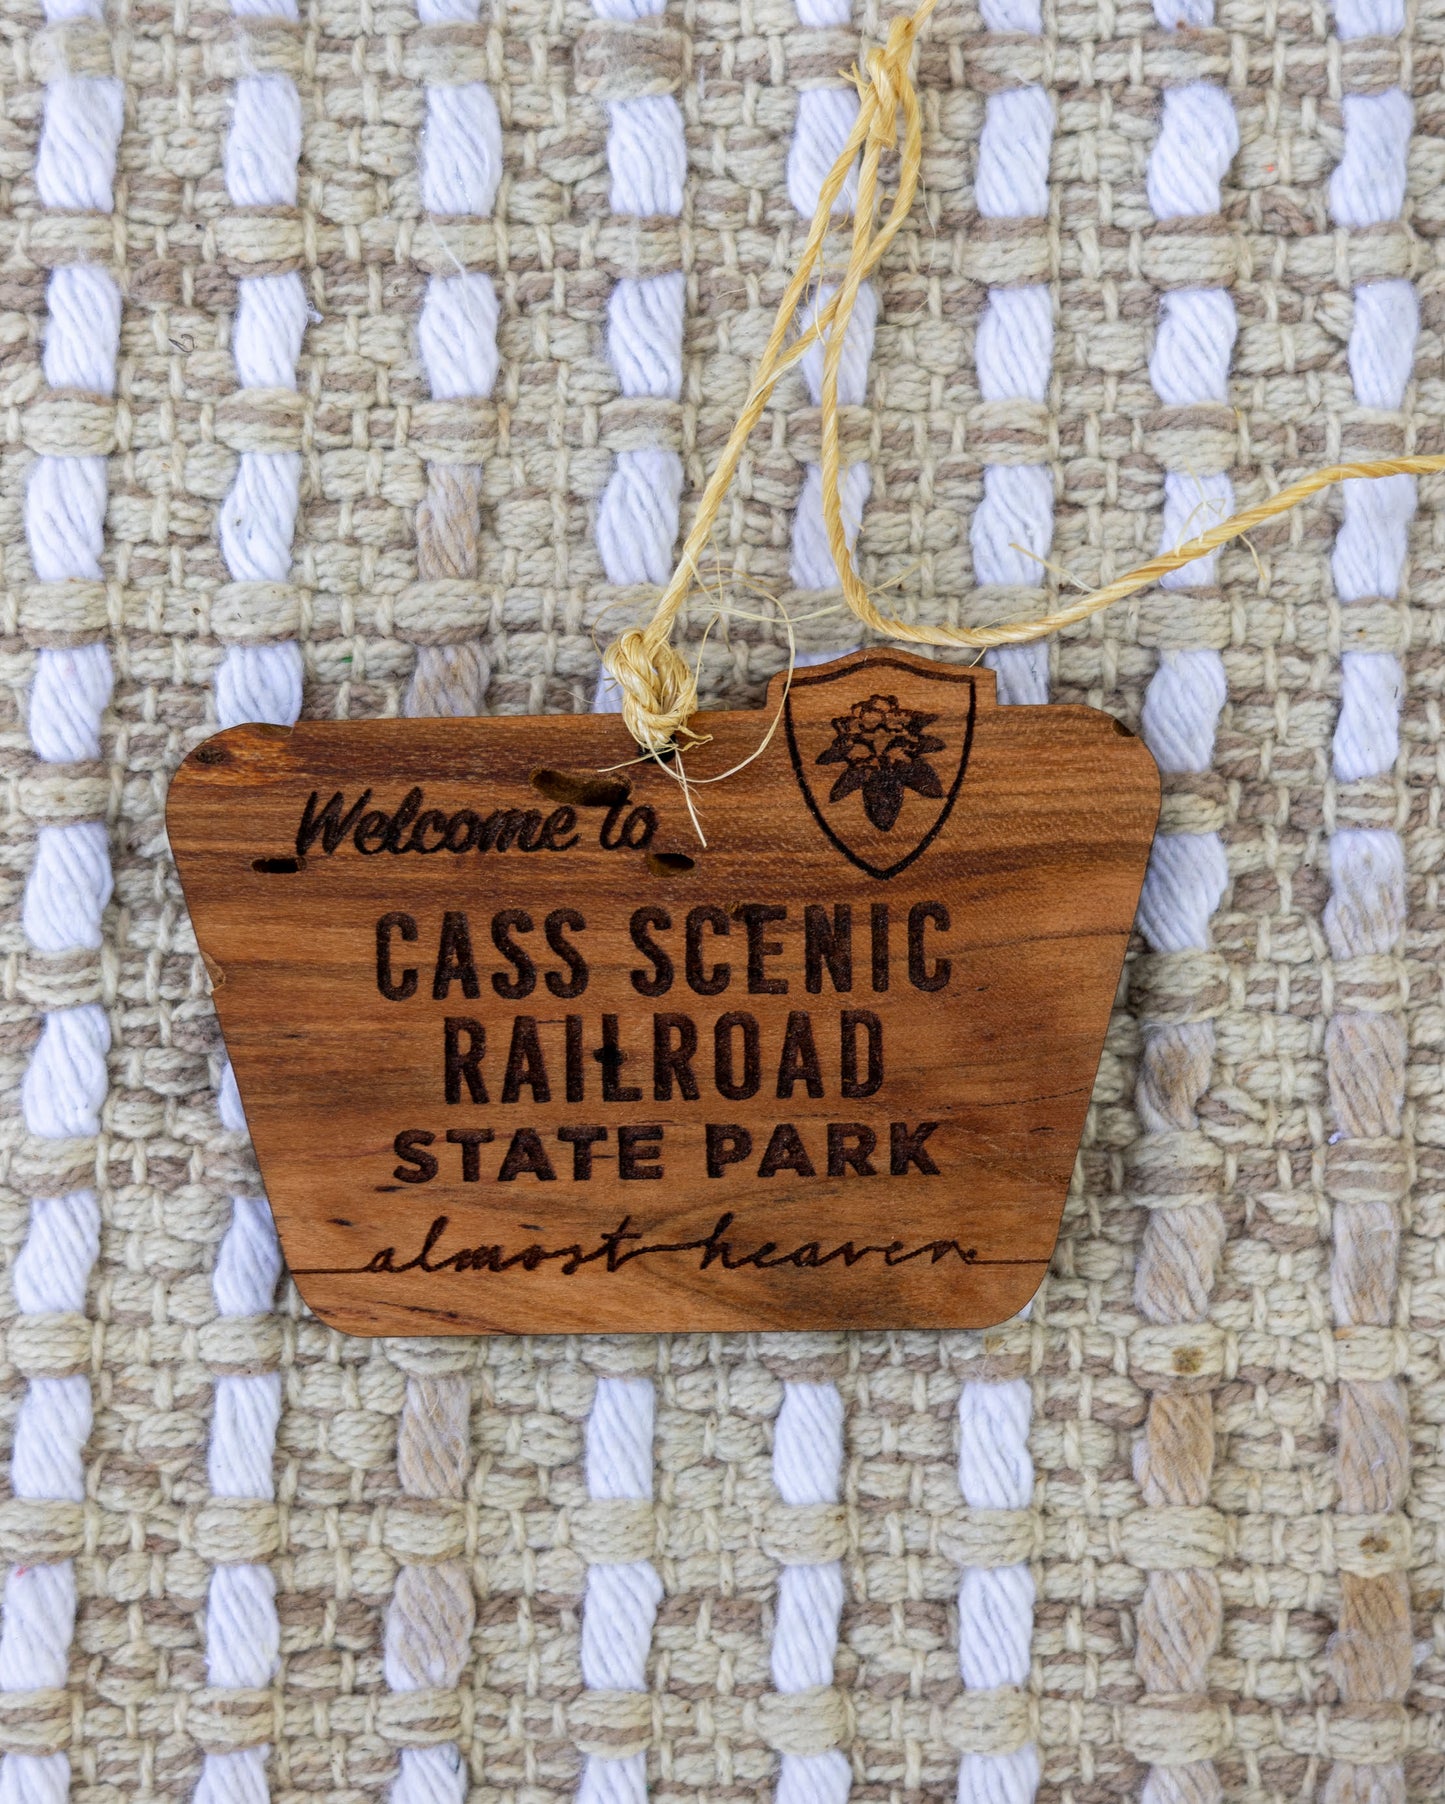 Welcome to
CASS SCENIC
RAILROAD
STATE PARK
almost heaven